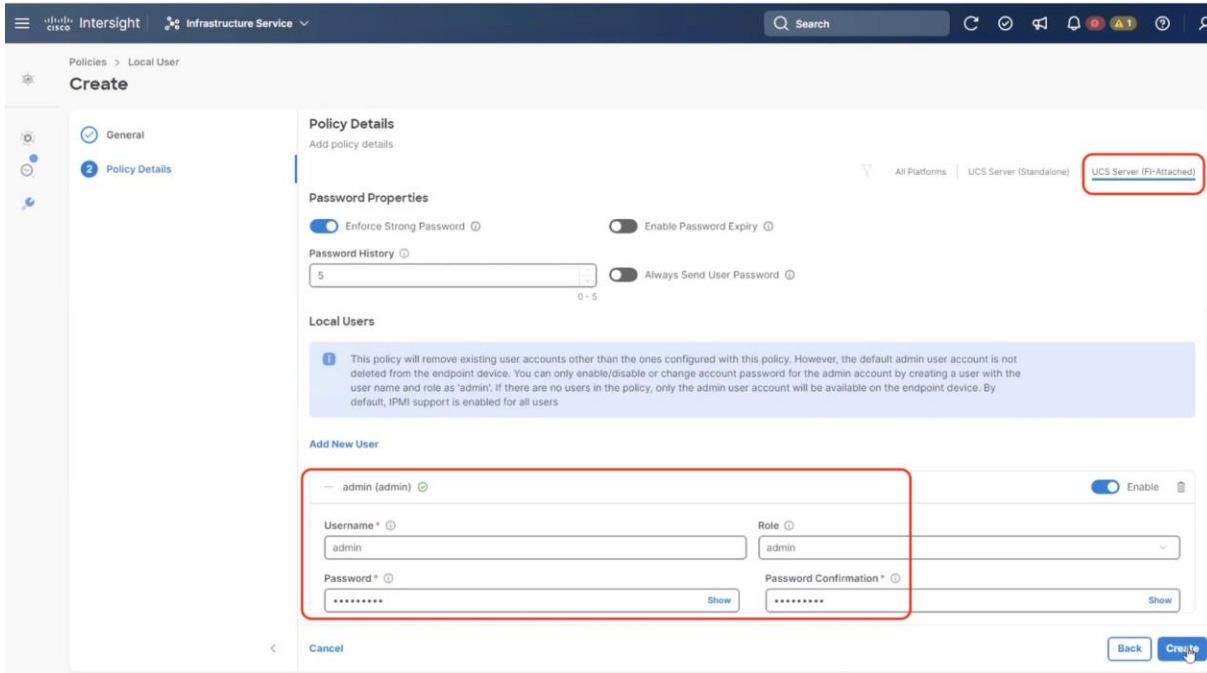 cisco Intersight
Infrastructure Service
Search
0
1
Policies > Local User
Create
General
2 Policy Details
Policy Details
Add policy details
All Platforms | UCS Server (Standalone) | UCS Server (FI-Attached)
Password Properties
Enforce Strong Password
Enable Password Expiry
Password History
5
Always Send User Password
0 - 5
Local Users
This policy will remove existing user accounts other than the ones configured with this policy. However, the default admin user account is not
deleted from the endpoint device. You can only enable/disable or change account password for the admin account by creating a user with the
user name and role as 'admin'. If there are no users in the policy, only the admin user account will be available on the endpoint device. By
default, IPMI support is enabled for all users
Add New User
admin (admin)
Enable
Username *
Role
admin
admin
Password *
Password Confirmation *
••••••••• Show
••••••••• Show
Cancel
Back
Create